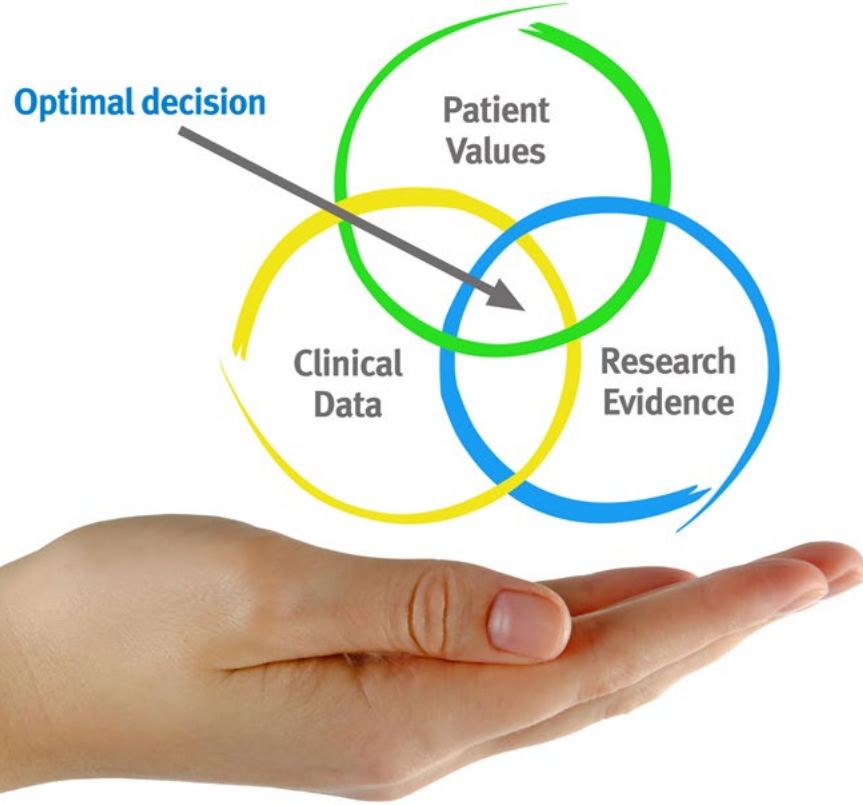 Optimal decision
Patient
Values
Clinical
Data
Research
Evidence